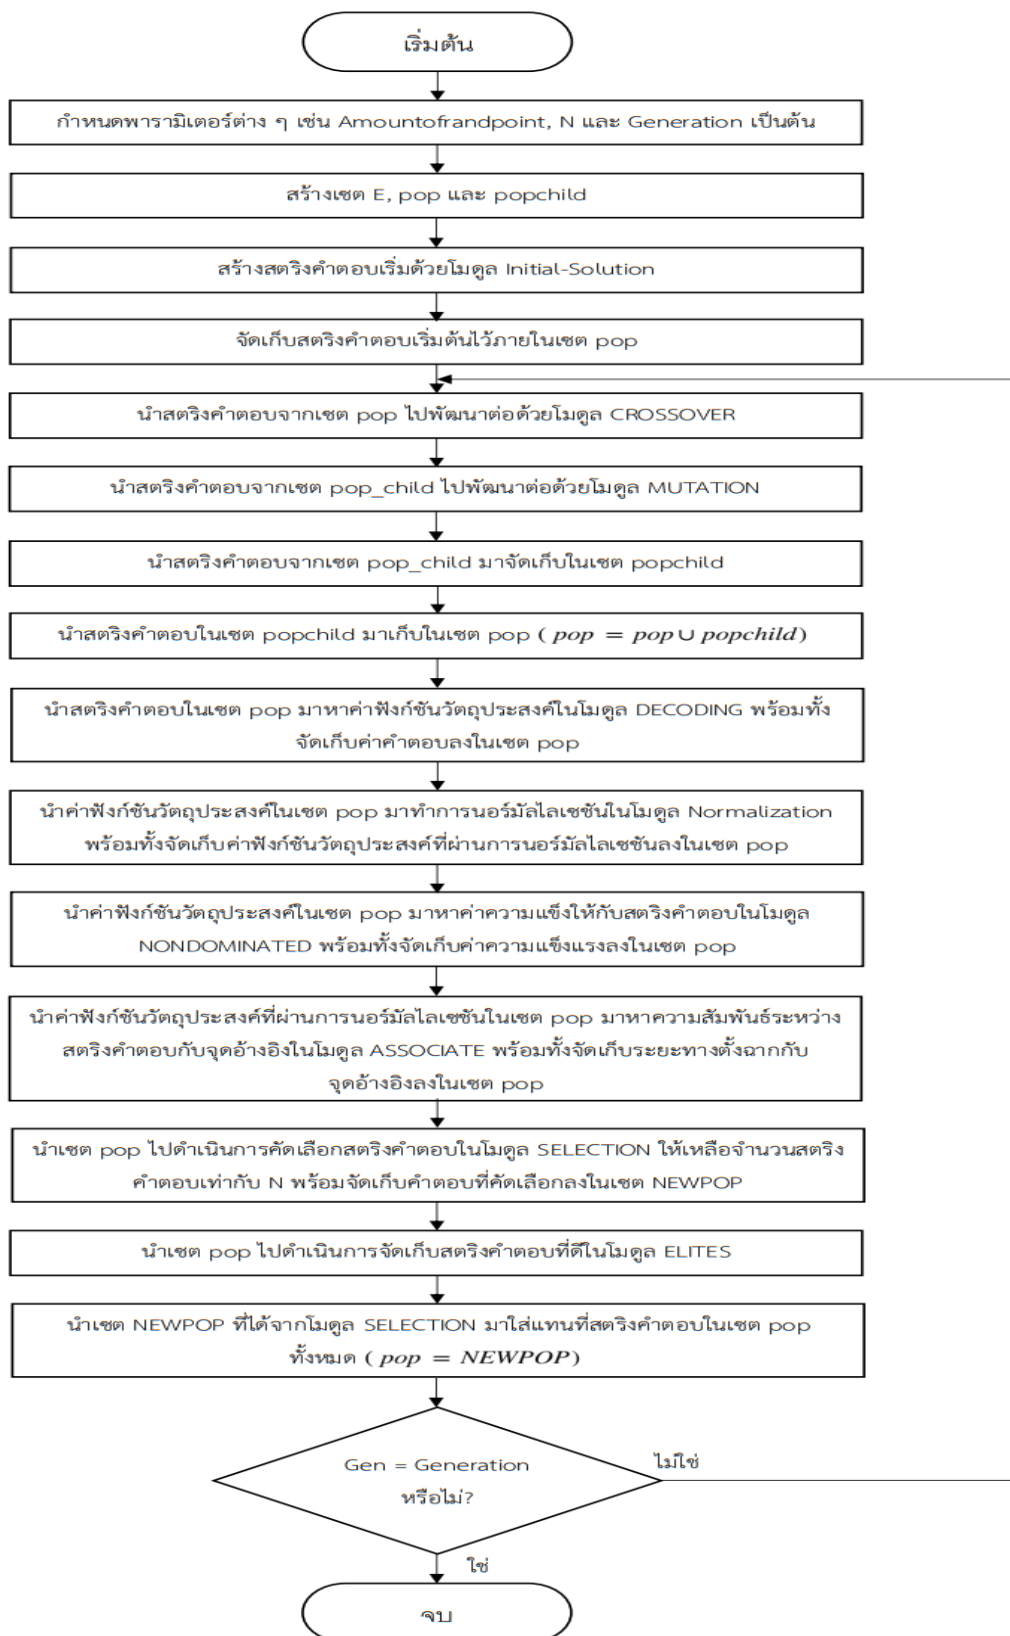 เริ่มต้น
กำหนดพารามิเตอร์ต่าง ๆ เช่น Amountofrandpoint, N และ Generation เป็นต้น
สร้างเซต E, pop และ popchild
สร้างสตริงคำตอบเริ่มด้วยโมดูล Initial-Solution
จัดเก็บสตริงคำตอบเริ่มต้นไว้ภายในเซต pop
นำสตริงคำตอบจากเซต pop ไปพัฒนาต่อด้วยโมดูล CROSSOVER
นำสตริงคำตอบจากเซต pop_child ไปพัฒนาต่อด้วยโมดูล MUTATION
นำสตริงคำตอบจากเซต pop_child มาจัดเก็บในเซต popchild
นำสตริงคำตอบในเซต popchild มาเก็บในเซต pop ( pop = pop ∪ popchild)
นำสตริงคำตอบในเซต pop มาหาค่าฟังก์ชันวัตถุประสงค์ในโมดูล DECODING พร้อมทั้ง
จัดเก็บค่าคำตอบลงในเซต pop
นำค่าฟังก์ชันวัตถุประสงค์ในเซต pop มาทำการนอร์มัลไลเซชันในโมดูล Normalization
พร้อมทั้งจัดเก็บค่าฟังก์ชันวัตถุประสงค์ที่ผ่านการนอร์มัลไลเซชันลงในเซต pop
นำค่าฟังก์ชันวัตถุประสงค์ในเซต pop มาหาค่าความแข็งให้กับสตริงคำตอบในโมดูล
NONDOMINATED พร้อมทั้งจัดเก็บค่าความแข็งแรงลงในเซต pop
นำค่าฟังก์ชันวัตถุประสงค์ที่ผ่านการนอร์มัลไลเซชันในเซต pop มาหาความสัมพันธ์ระหว่าง
สตริงคำตอบกับจุดอ้างอิงในโมดูล ASSOCIATE พร้อมทั้งจัดเก็บระยะทางตั้งฉากกับ
จุดอ้างอิงลงในเซต pop
นำเซต pop ไปดำเนินการคัดเลือกสตริงคำตอบในโมดูล SELECTION ให้เหลือจำนวนสตริง
คำตอบเท่ากับ N พร้อมจัดเก็บคำตอบที่คัดเลือกลงในเซต NEWPOP
นำเซต pop ไปดำเนินการจัดเก็บสตริงคำตอบที่ดีในโมดูล ELITES
นำเซต NEWPOP ที่ได้จากโมดูล SELECTION มาใส่แทนที่สตริงคำตอบในเซต pop
ทั้งหมด ( pop = NEWPOP)
Gen = Generation
หรือไม่?
ไม่ใช่
ใช่
จบ